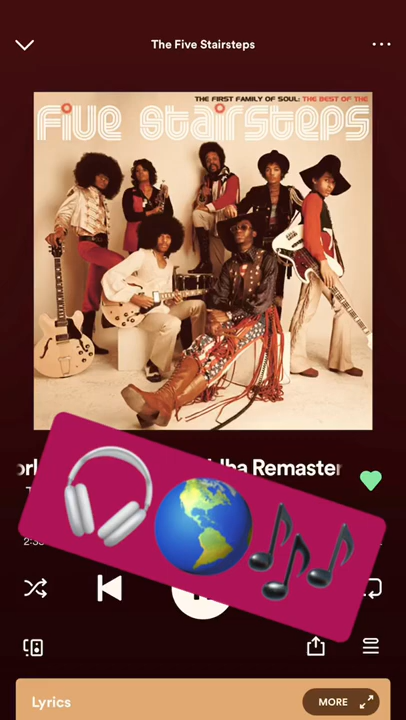 The Five Stairsteps
THE FIRST FAMILY OF SOUL: THE BEST OF THE
Five Stairsteps
Remaster
Lyrics
MORE